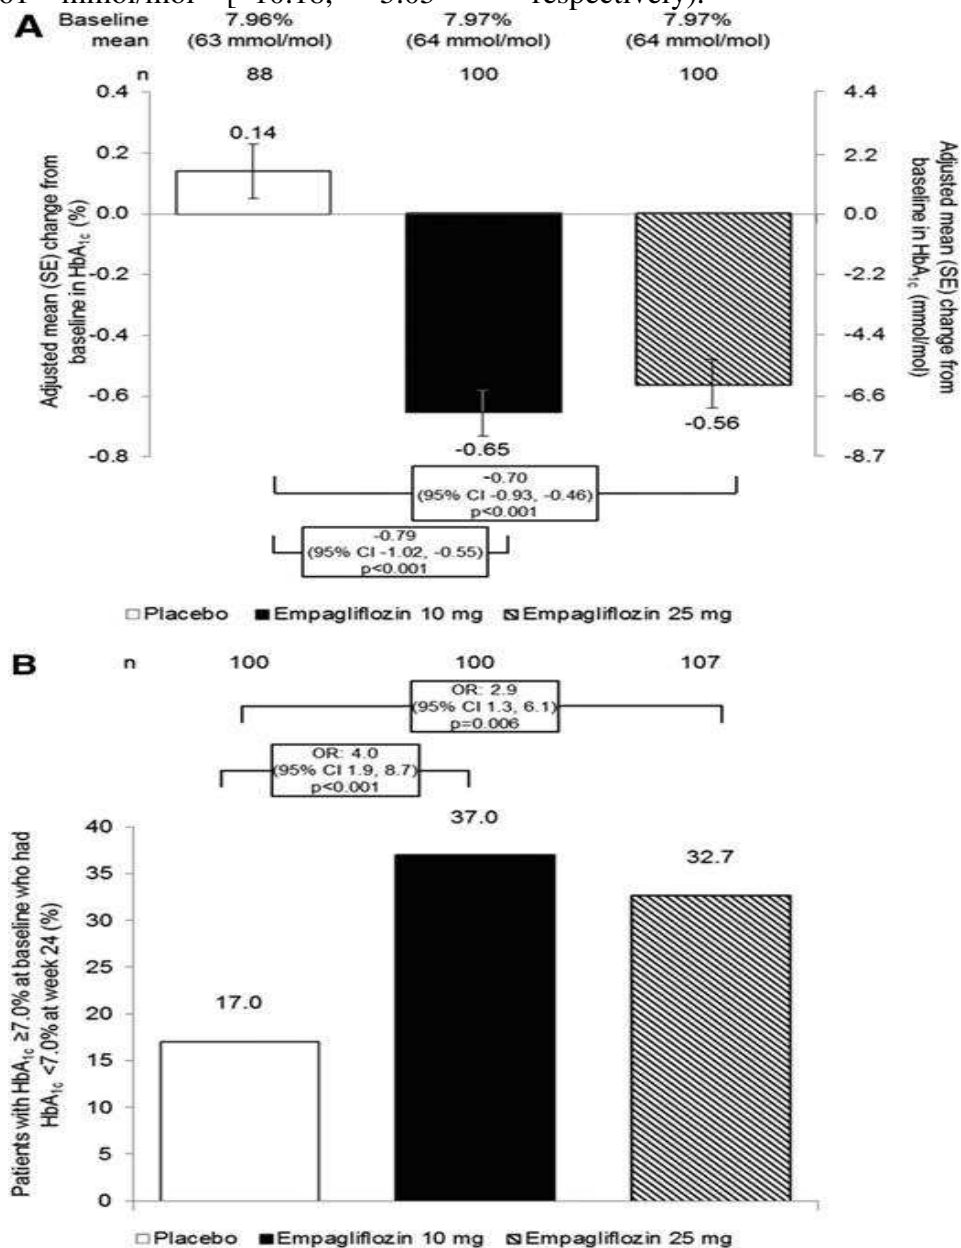 respectively).
A
Baseline mean 7.96% (63 mmol/mol) 7.97% (64 mmol/mol) 7.97% (64 mmol/mol)
n 88 100 100
Adjusted mean (SE) change from baseline in HbA1c (%)
0.4
0.2
0.0
-0.2
-0.4
-0.6
-0.8
0.14
-0.65
-0.56
4.4
2.2
0.0
-2.2
-4.4
-6.6
-8.7
Adjusted mean (SE) change from baseline in HbA1c (mmol/mol)
-0.70
(95% CI -0.93, -0.46)
p<0.001
-0.79
(95% CI -1.02, -0.55)
p<0.001
Placebo Empagliflozin 10 mg Empagliflozin 25 mg
B
n 100 100 107
OR: 2.9
(95% CI 1.3, 6.1)
p=0.006
OR: 4.0
(95% CI 1.9, 8.7)
p<0.001
Patients with HbA1c ≥7.0% at baseline who had
HbA1c <7.0% at week 24 (%)
40
35
30
25
20
15
10
5
0
17.0
37.0
32.7
Placebo Empagliflozin 10 mg Empagliflozin 25 mg